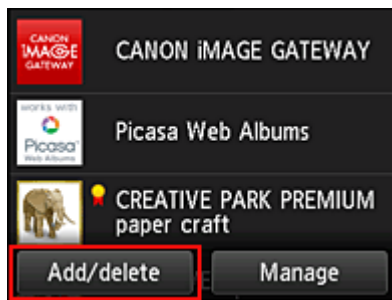 CANON
iMAGE
GATEWAY
CANON iMAGE GATEWAY
works with
Picasa
Web Albums
Picasa Web Albums
CREATIVE PARK PREMIUM
paper craft
Add/delete
Manage